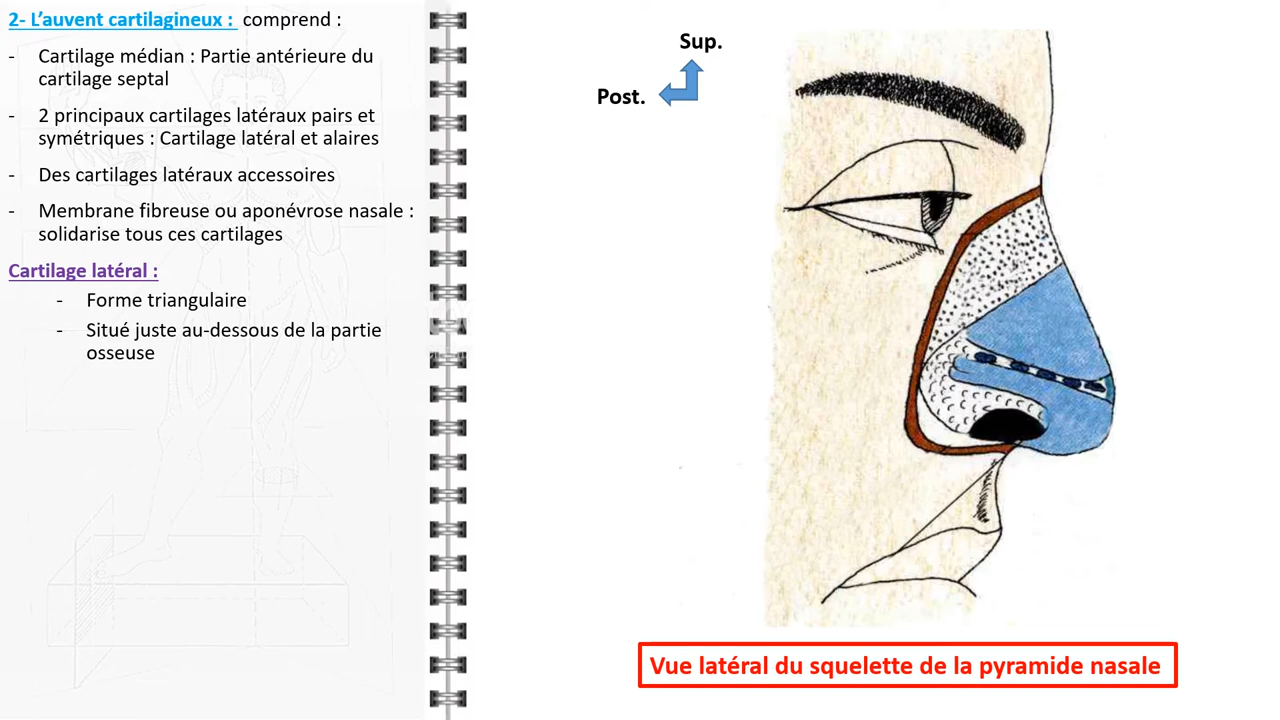 2- L’auvent cartilagineux : comprend :
- Cartilage médian : Partie antérieure du
cartilage septal
- 2 principaux cartilages latéraux pairs et
symétriques : Cartilage latéral et alaires
- Des cartilages latéraux accessoires
- Membrane fibreuse ou aponévrose nasale :
solidarise tous ces cartilages
Cartilage latéral :
- Forme triangulaire
- Situé juste au-dessous de la partie
osseuse
Sup.
Post.
Vue latéral du squelette de la pyramide nasale